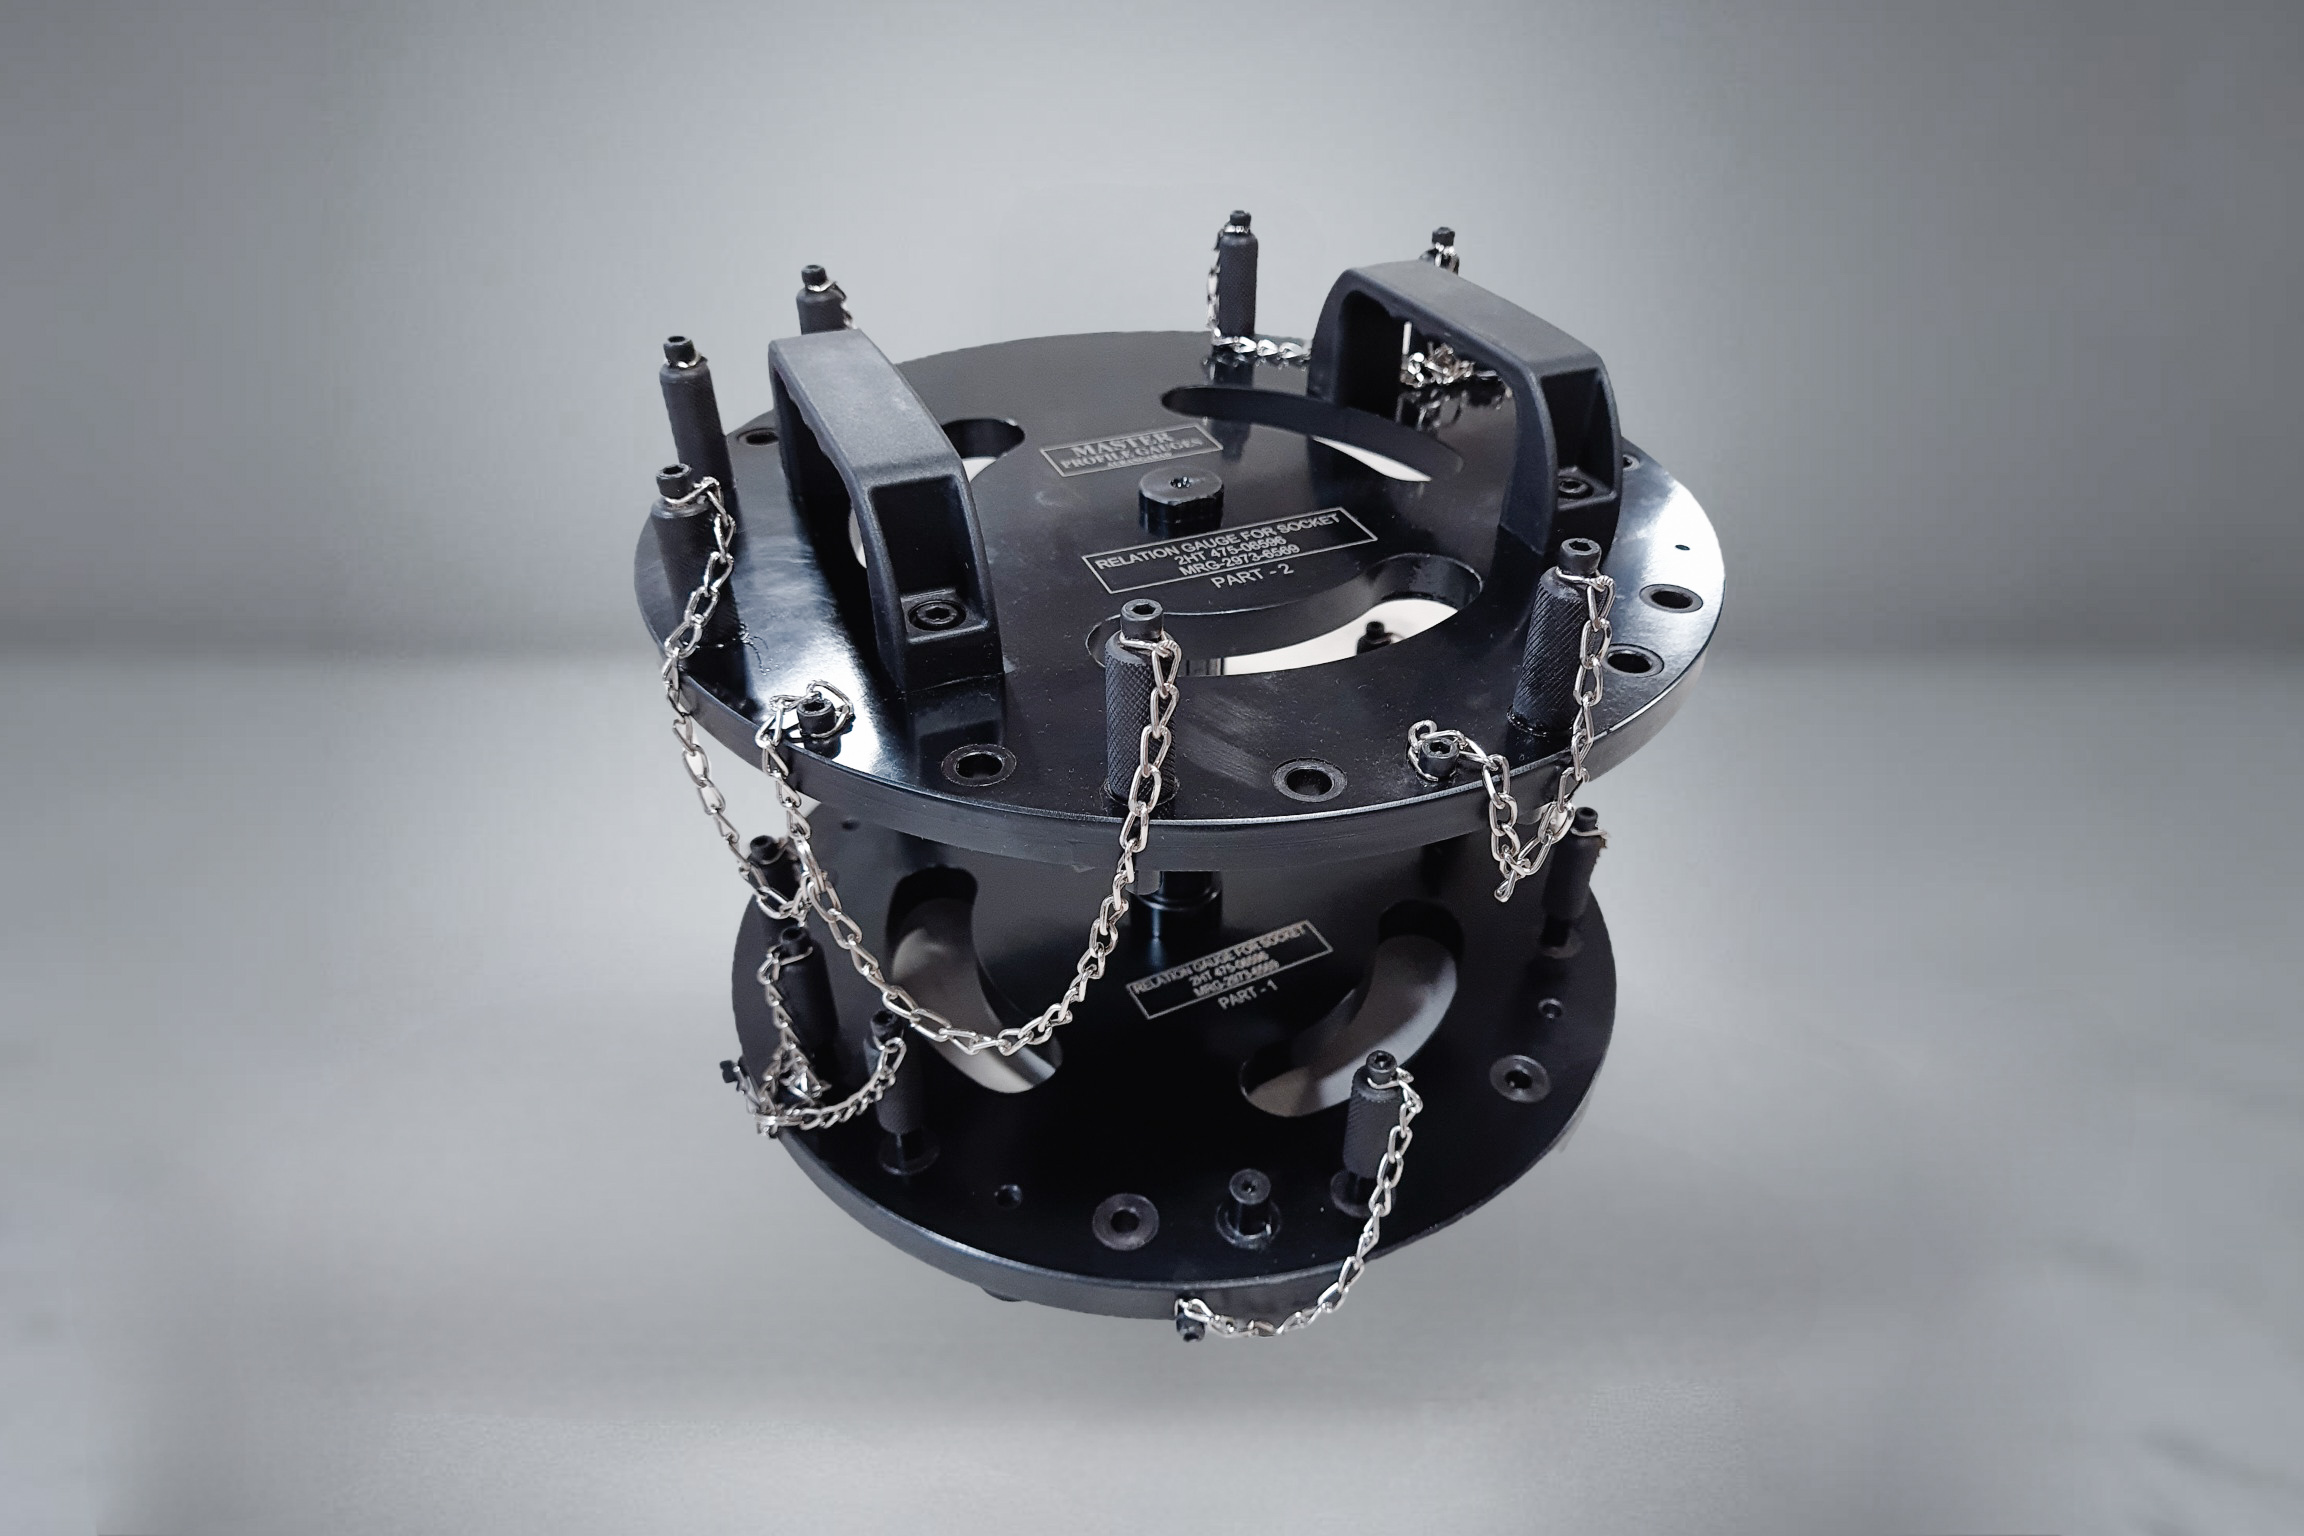 MASTER
PROFILE GAUGES
RELATION GAUGE FOR SOCKET
2HT 475-06596
MRG-2973-6569
PART - 2
RELATION GAUGE FOR SOCKET
2HT 475-06596
MRG-2973-6569
PART - 1